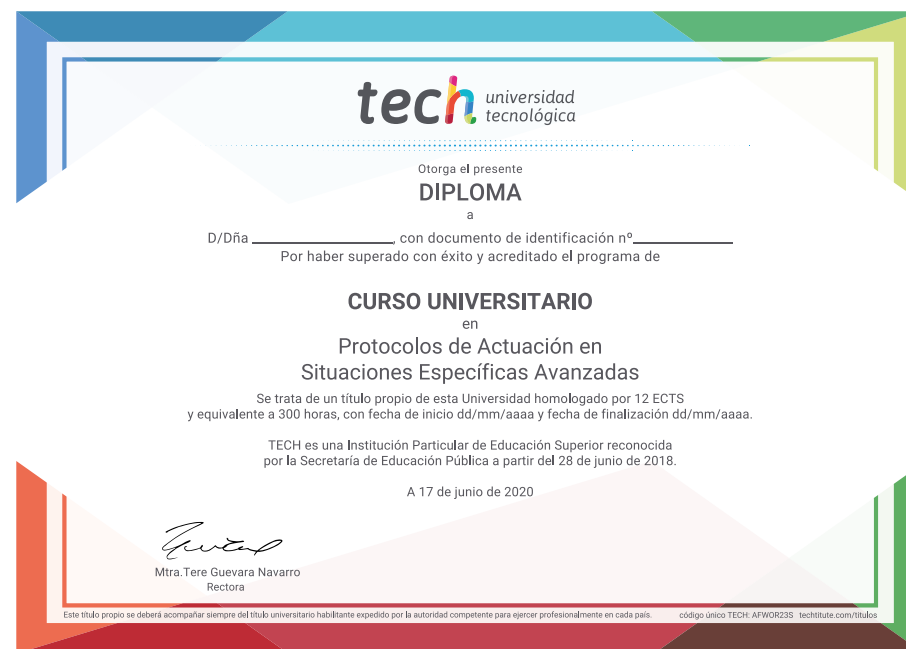 tech universidad
tecnológica
Otorga el presente
DIPLOMA
a
D/Dña ____________________, con documento de identificación nº______________
Por haber superado con éxito y acreditado el programa de
CURSO UNIVERSITARIO
en
Protocolos de Actuación en
Situaciones Específicas Avanzadas
Se trata de un título propio de esta Universidad homologado por 12 ECTS
y equivalente a 300 horas, con fecha de inicio dd/mm/aaaa y fecha de finalización dd/mm/aaaa.
TECH es una Institución Particular de Educación Superior reconocida
por la Secretaría de Educación Pública a partir del 28 de junio de 2018.
A 17 de junio de 2020
Mtra.Tere Guevara Navarro
Rectora
Este título propio se deberá acompañar siempre del título universitario habilitante expedido por la autoridad competente para ejercer profesionalmente en cada país. código único TECH: AFWOR23S techtitute.com/titulos